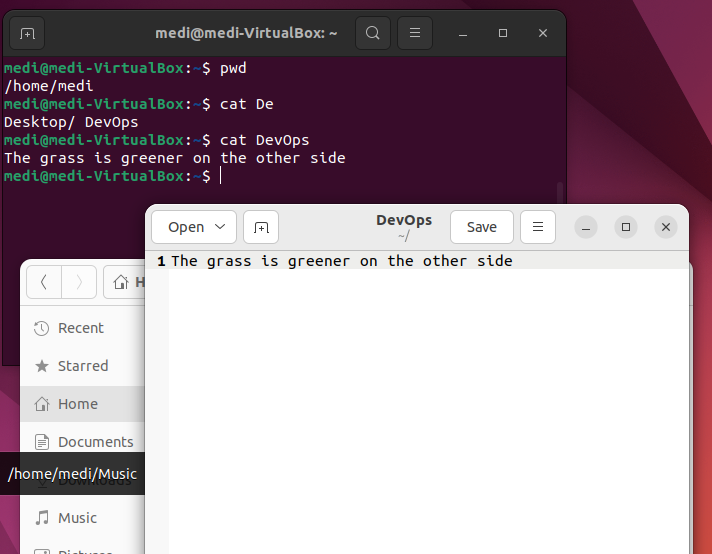 medi@medi-VirtualBox: ~
medi@medi-VirtualBox:~$ pwd
/home/medi
medi@medi-VirtualBox:~$ cat De
Desktop/ DevOps
medi@medi-VirtualBox:~$ cat DevOps
The grass is greener on the other side
medi@medi-VirtualBox:~$
Open
DevOps
~/
Save
1 The grass is greener on the other side
H
Recent
Starred
Home
Documents
/home/medi/Music
Downloads
Music
Pictures